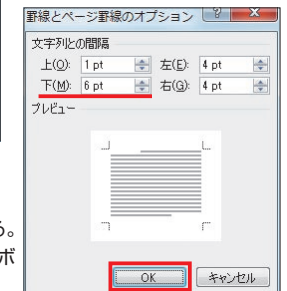 罫線とページ罫線のオプション
文字列との間隔
上(O): 1 pt 左(E): 4 pt
下(M): 6 pt 右(G): 4 pt
プレビュー
る。
ボ
OK キャンセル